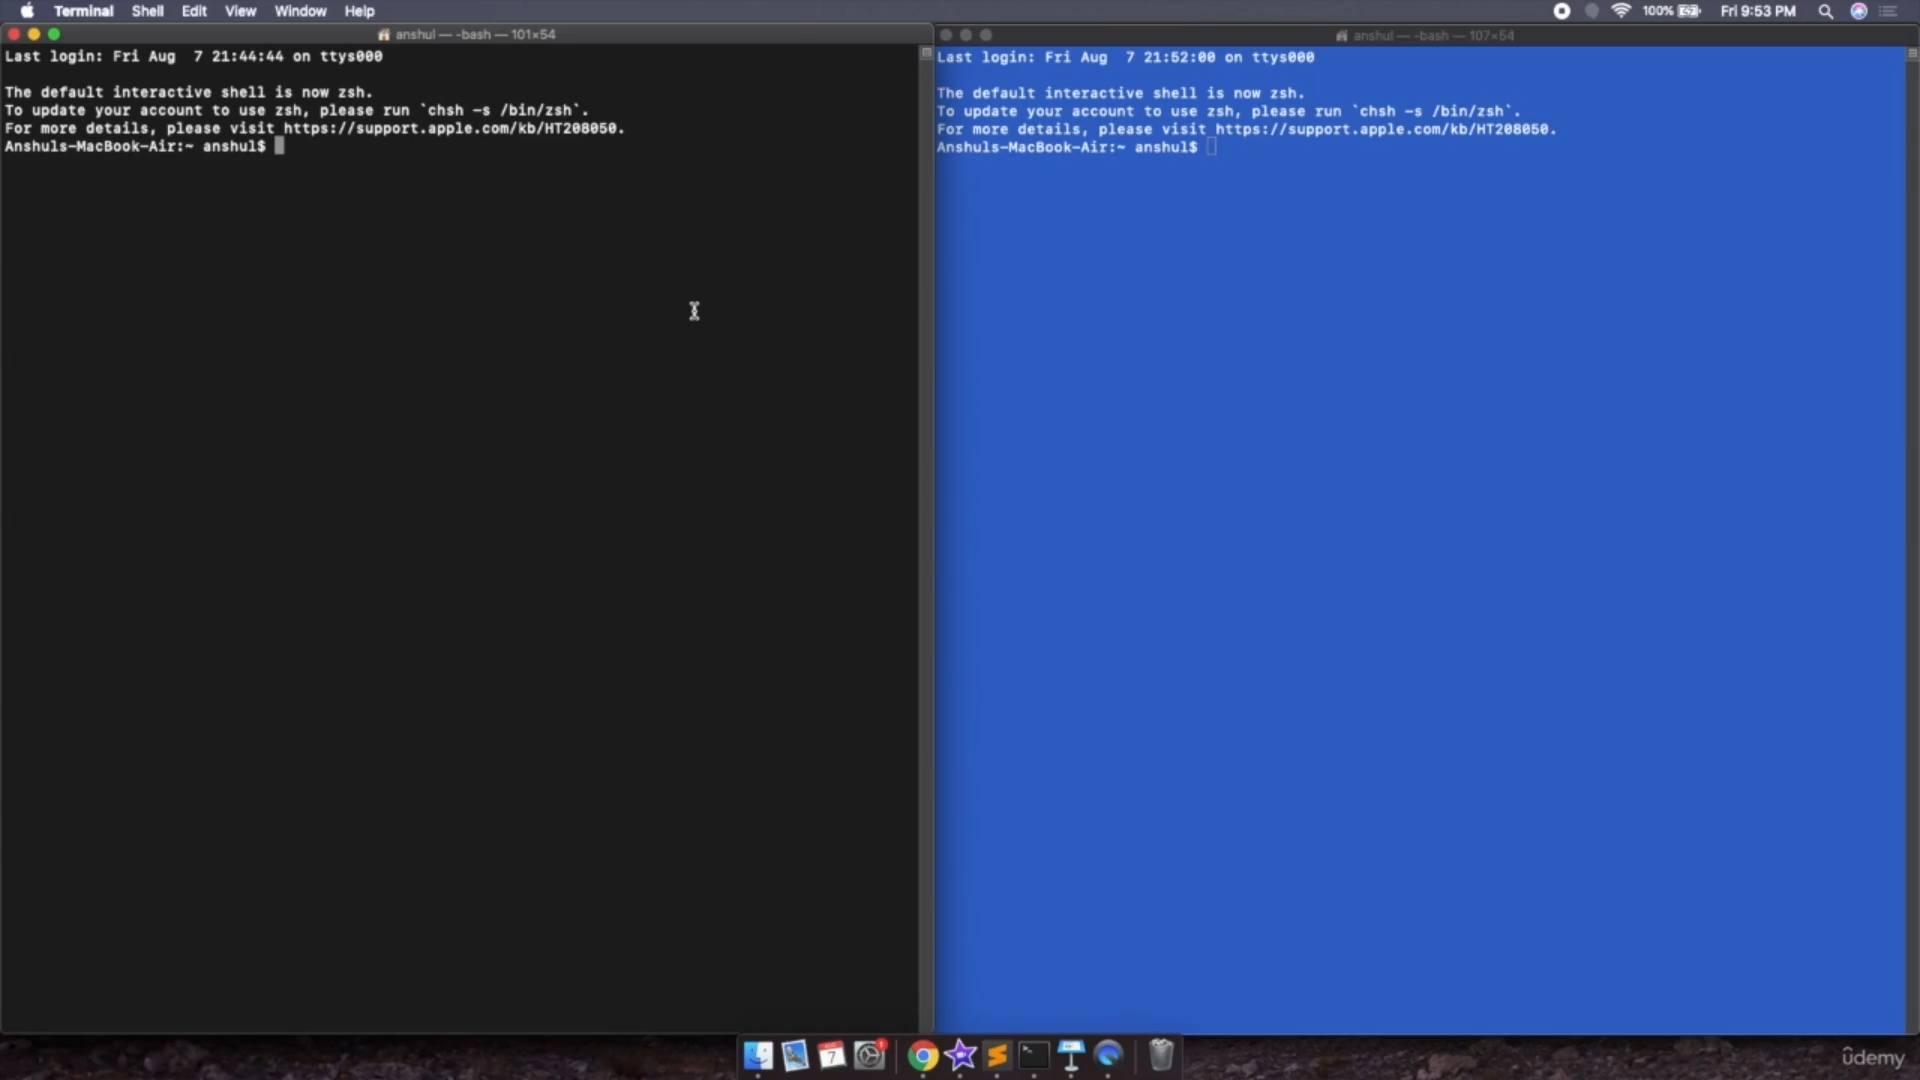 Terminal Shell Edit View Window Help
100% Fri 9:53 PM
anshul — -bash — 101×54
Last login: Fri Aug  7 21:44:44 on ttys000
The default interactive shell is now zsh.
To update your account to use zsh, please run `chsh -s /bin/zsh`.
For more details, please visit https://support.apple.com/kb/HT208050.
Anshuls-MacBook-Air:~ anshul$
anshul — -bash — 107×54
Last login: Fri Aug  7 21:52:00 on ttys000
The default interactive shell is now zsh.
To update your account to use zsh, please run `chsh -s /bin/zsh`.
For more details, please visit https://support.apple.com/kb/HT208050.
Anshuls-MacBook-Air:~ anshul$
7
ûdemy